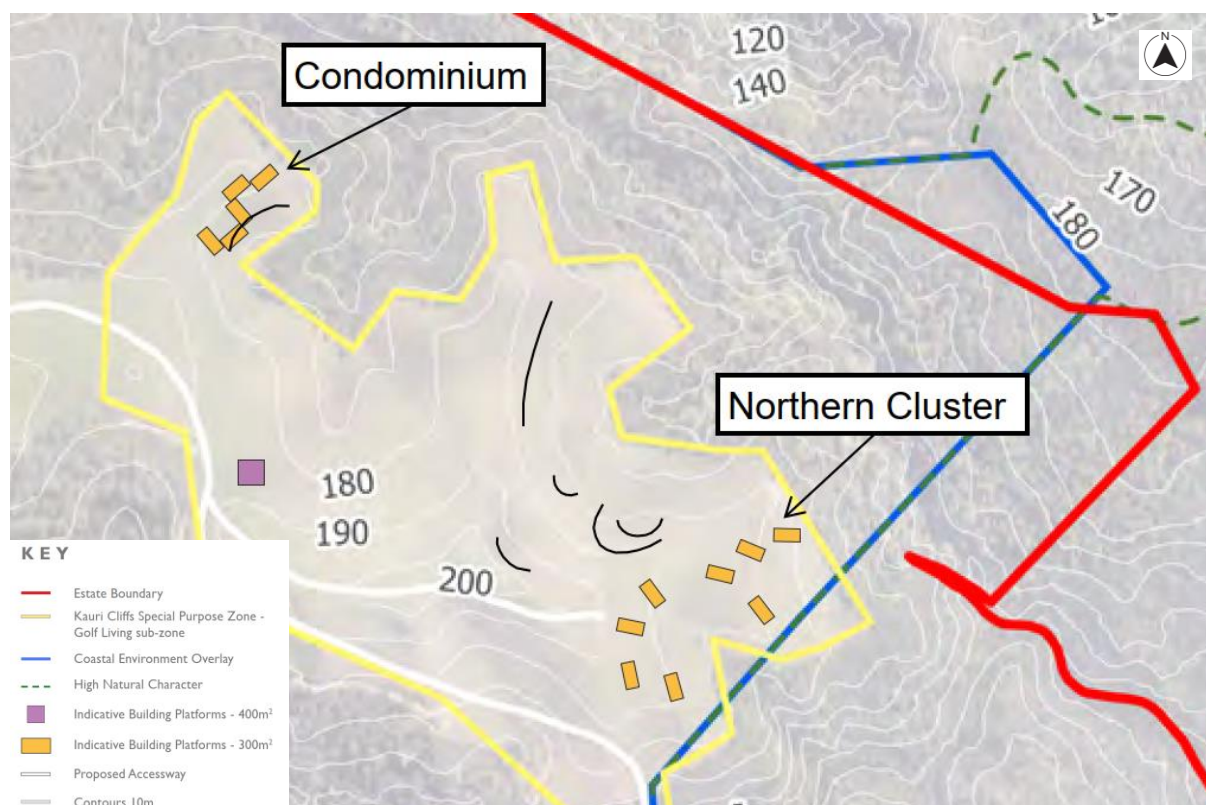 N
120
140
Condominium
170
180
Northern Cluster
180
190
200
KEY
Estate Boundary
Kauri Cliffs Special Purpose Zone -
Golf Living sub-zone
Coastal Environment Overlay
High Natural Character
Indicative Building Platforms - 400m²
Indicative Building Platforms - 300m²
Proposed Accessway
Contours 10m